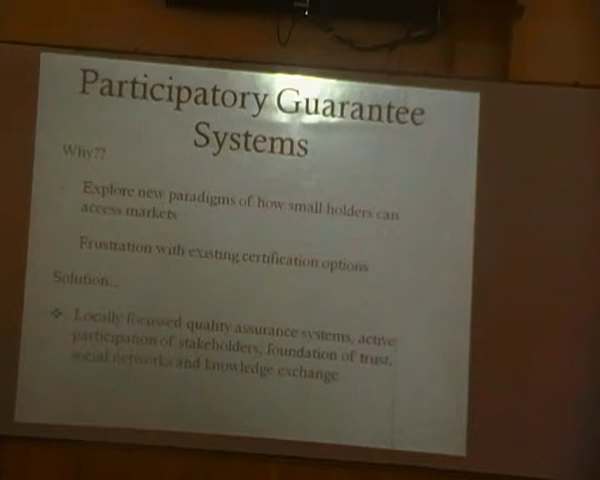 Participatory Guarantee
Systems
Why??
Explore new paradigms of how small holders can
access markets
Frustration with existing certification options
Solution...
❖ Locally focussed quality assurance systems, active
participation of stakeholders, foundation of trust,
social networks and knowledge exchange